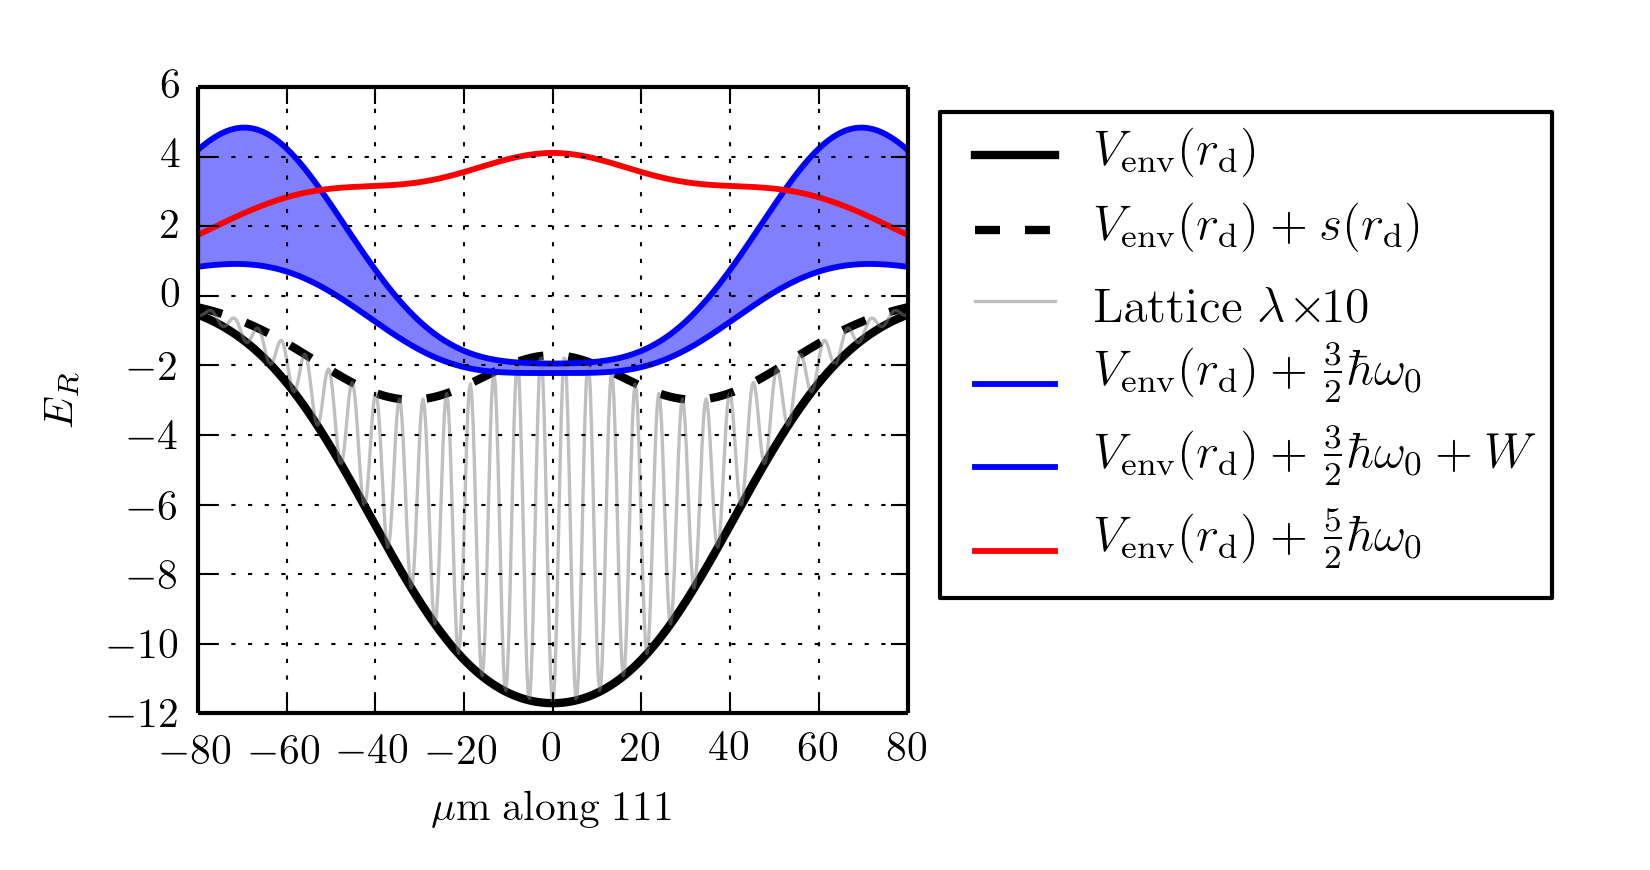 6
4
2
0
−2
−4
−6
−8
−10
−12
E_R
−80 −60 −40 −20 0 20 40 60 80
μm along 111
V_env(r_d)
V_env(r_d) + s(r_d)
Lattice λ×10
V_env(r_d) + 3/2 ħω_0
V_env(r_d) + 3/2 ħω_0 + W
V_env(r_d) + 5/2 ħω_0